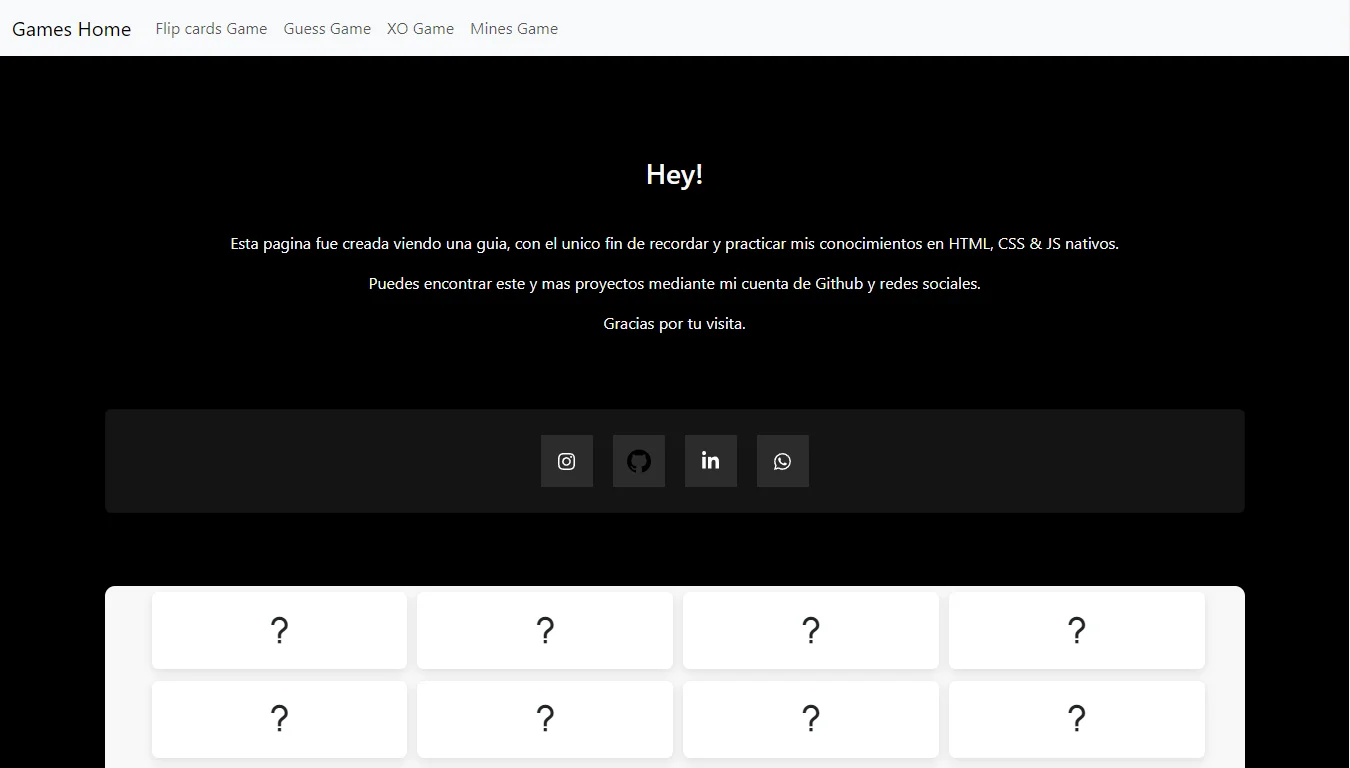 Games Home Flip cards Game Guess Game XO Game Mines Game
Hey!
Esta pagina fue creada viendo una guia, con el unico fin de recordar y practicar mis conocimientos en HTML, CSS & JS nativos.
Puedes encontrar este y mas proyectos mediante mi cuenta de Github y redes sociales.
Gracias por tu visita.
in
? ? ? ?
? ? ? ?